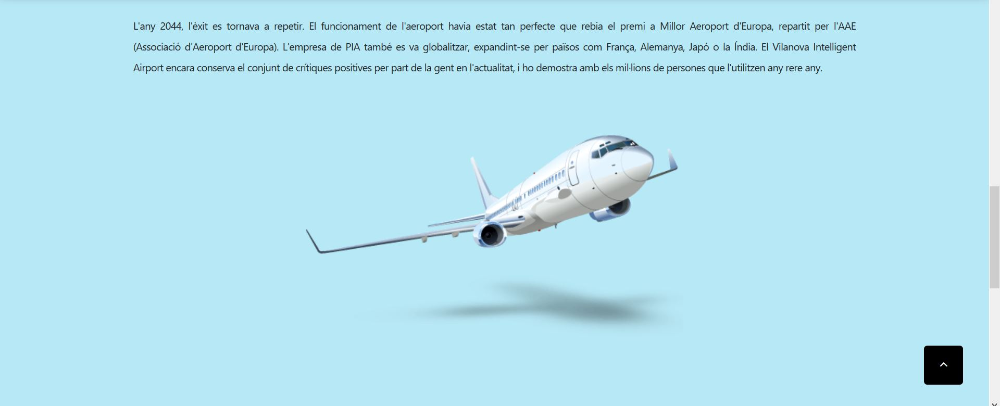 L'any 2044, l'èxit es tornava a repetir. El funcionament de l'aeroport havia estat tan perfecte que rebia el premi a Millor Aeroport d'Europa, repartit per l'AAE
(Associació d'Aeroport d'Europa). L'empresa de PIA també es va globalitzar, expandint-se per països com França, Alemanya, Japó o la Índia. El Vilanova Intelligent
Airport encara conserva el conjunt de crítiques positives per part de la gent en l'actualitat, i ho demostra amb els mil·lions de persones que l'utilitzen any rere any.